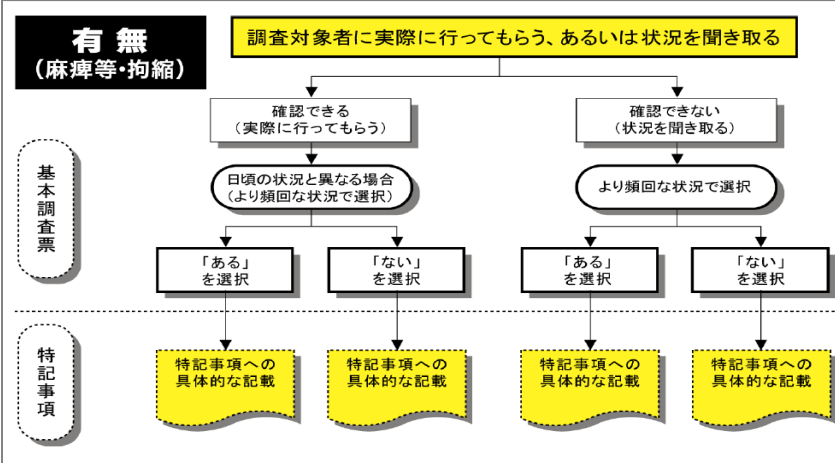 有無
(麻痺等・拘縮)
調査対象者に実際に行ってもらう、あるいは状況を聞き取る
確認できる
(実際に行ってもらう)
確認できない
(状況を聞き取る)
基本調査票
日頃の状況と異なる場合
(より頻回な状況で選択)
より頻回な状況で選択
「ある」
を選択
「ない」
を選択
「ある」
を選択
「ない」
を選択
特記事項
特記事項への
具体的な記載
特記事項への
具体的な記載
特記事項への
具体的な記載
特記事項への
具体的な記載